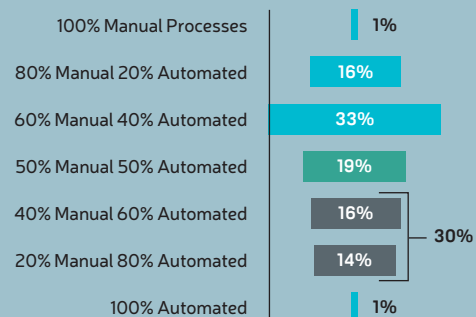 100% Manual Processes 1%
80% Manual 20% Automated 16%
60% Manual 40% Automated 33%
50% Manual 50% Automated 19%
40% Manual 60% Automated 16%
30%
20% Manual 80% Automated 14%
100% Automated 1%